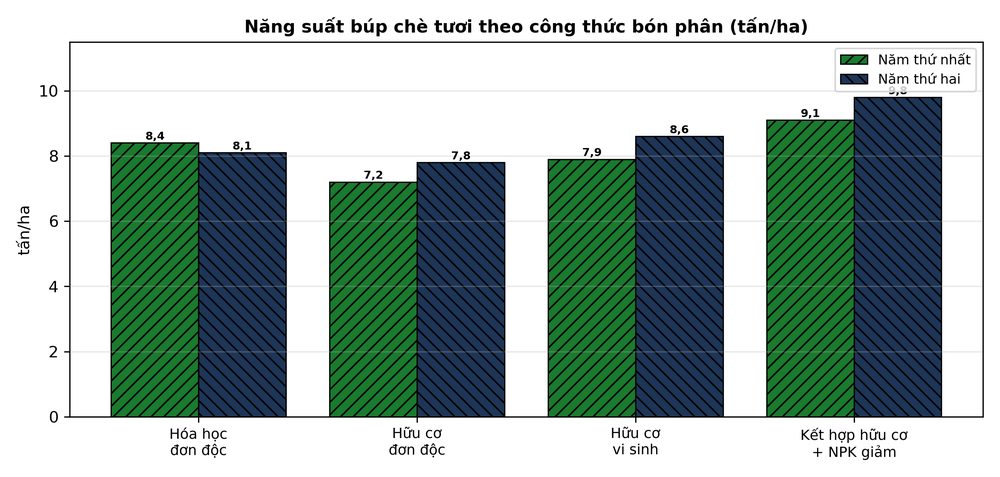 Năng suất búp chè tươi theo công thức bón phân (tấn/ha)
Năm thứ nhất
Năm thứ hai
tấn/ha
10
8
6
4
2
0
8,4
8,1
7,2
7,8
7,9
8,6
9,1
9,8
Hóa học
đơn độc
Hữu cơ
đơn độc
Hữu cơ
vi sinh
Kết hợp hữu cơ
+ NPK giảm